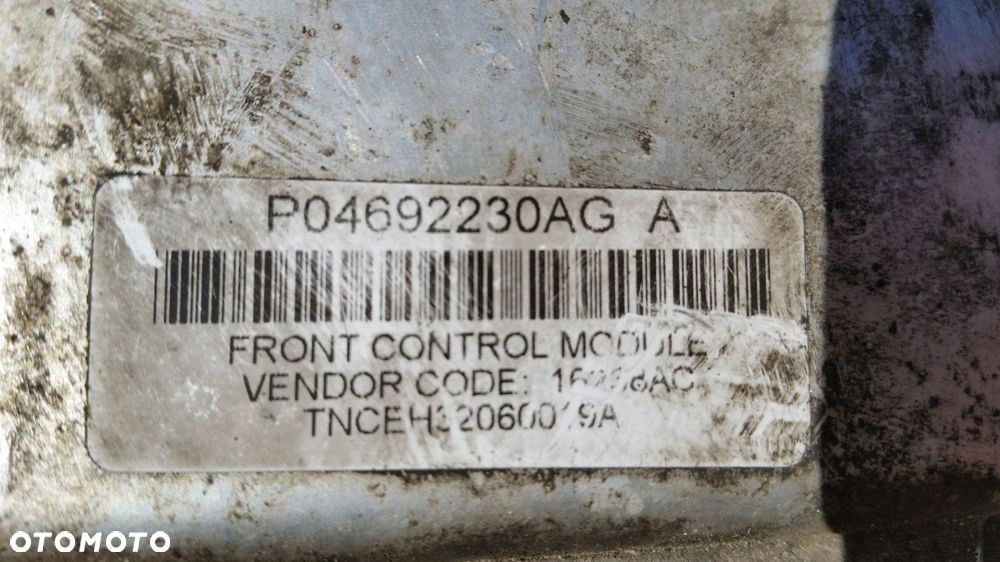 P04692230AG A
FRONT CONTROL MODULE
VENDOR CODE:
OTOMOTO